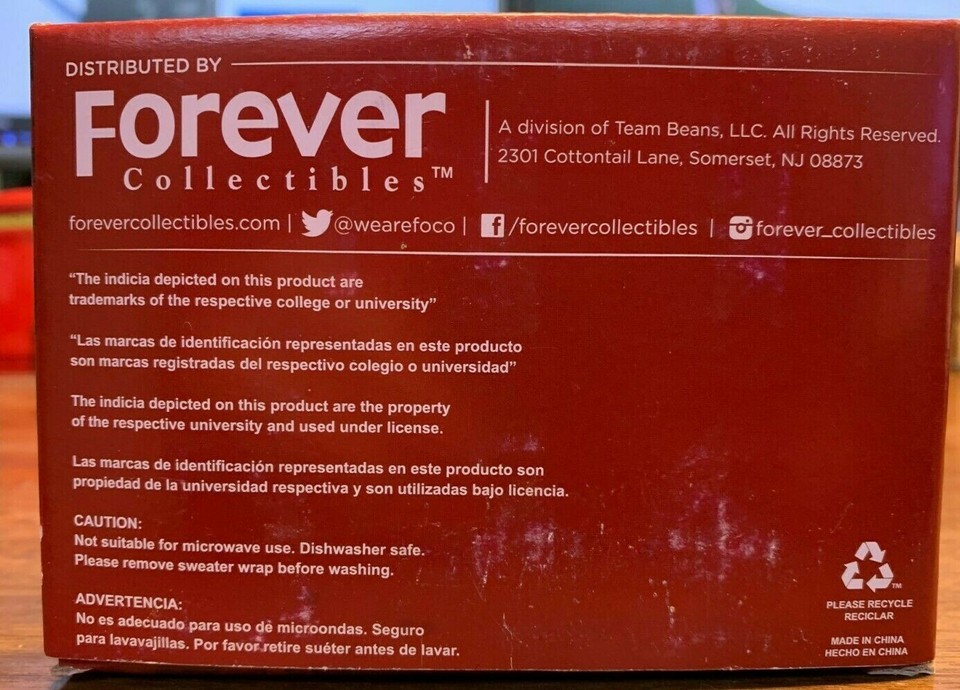 DISTRIBUTED BY
Forever
Collectibles™
A division of Team Beans, LLC. All Rights Reserved.
2301 Cottontail Lane, Somerset, NJ 08873
forevercollectibles.com | @wearefoco | /forevercollectibles | forever_collectibles
“The indicia depicted on this product are
trademarks of the respective college or university”
“Las marcas de identificación representadas en este producto
son marcas registradas del respectivo colegio o universidad”
The indicia depicted on this product are the property
of the respective university and used under license.
Las marcas de identificación representadas en este producto son
propiedad de la universidad respectiva y son utilizadas bajo licencia.
CAUTION:
Not suitable for microwave use. Dishwasher safe.
Please remove sweater wrap before washing.
ADVERTENCIA:
No es adecuado para uso de microondas. Seguro
para lavavajillas. Por favor retire suéter antes de lavar.
TM
PLEASE RECYCLE
RECICLAR
MADE IN CHINA
HECHO EN CHINA